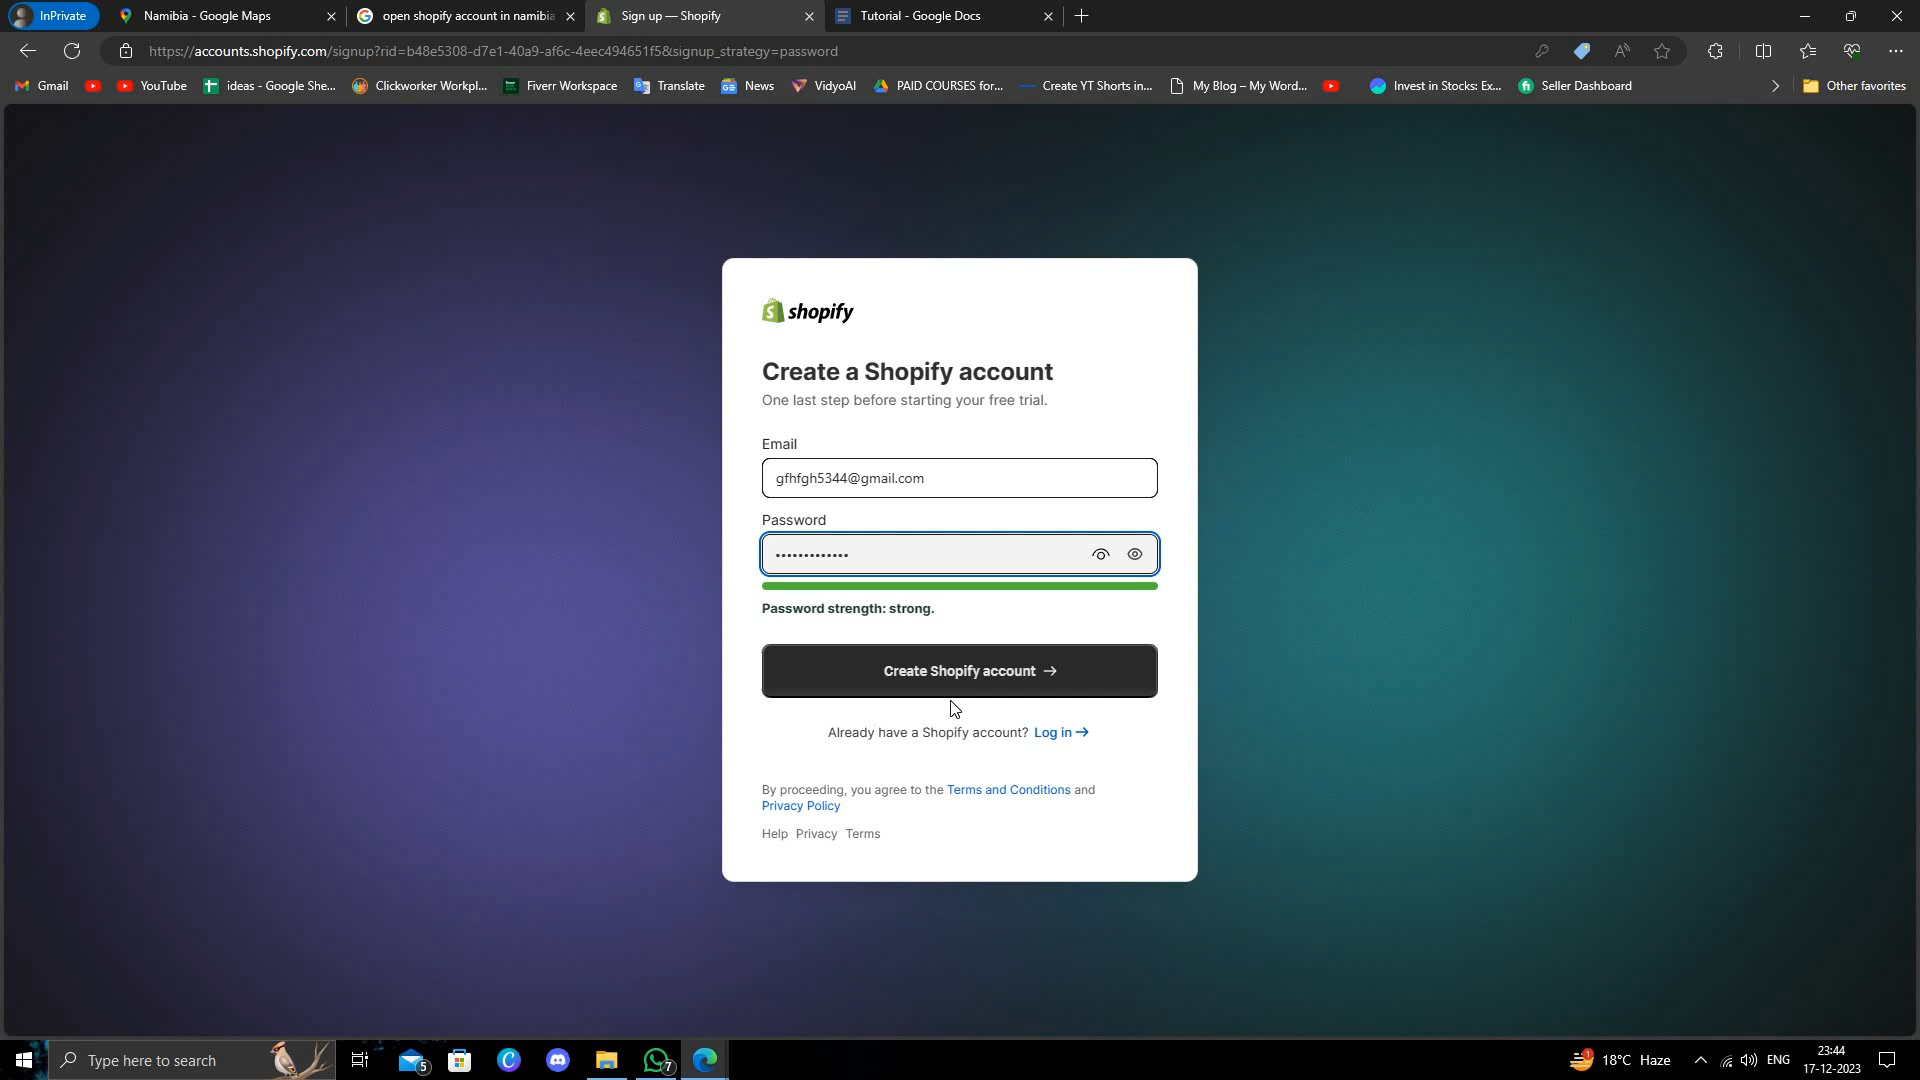 InPrivate
Namibia - Google Maps
open shopify account in namibia
Sign up — Shopify
Tutorial - Google Docs
https://accounts.shopify.com/signup?rid=b48e5308-d7e1-40a9-af6c-4eec494651f5&signup_strategy=password
Gmail
YouTube
ideas - Google She...
Clickworker Workpl...
Fiverr Workspace
Translate
News
VidyoAI
PAID COURSES for...
Create YT Shorts in...
My Blog – My Word...
Invest in Stocks: Ex...
Seller Dashboard
Other favorites
shopify
Create a Shopify account
One last step before starting your free trial.
Email
gfhfgh5344@gmail.com
Password
•••••••••••••
Password strength: strong.
Create Shopify account →
Already have a Shopify account? Log in →
By proceeding, you agree to the Terms and Conditions and
Privacy Policy
Help Privacy Terms
Type here to search
5
7
1
18°C Haze
ENG
23:44
17-12-2023